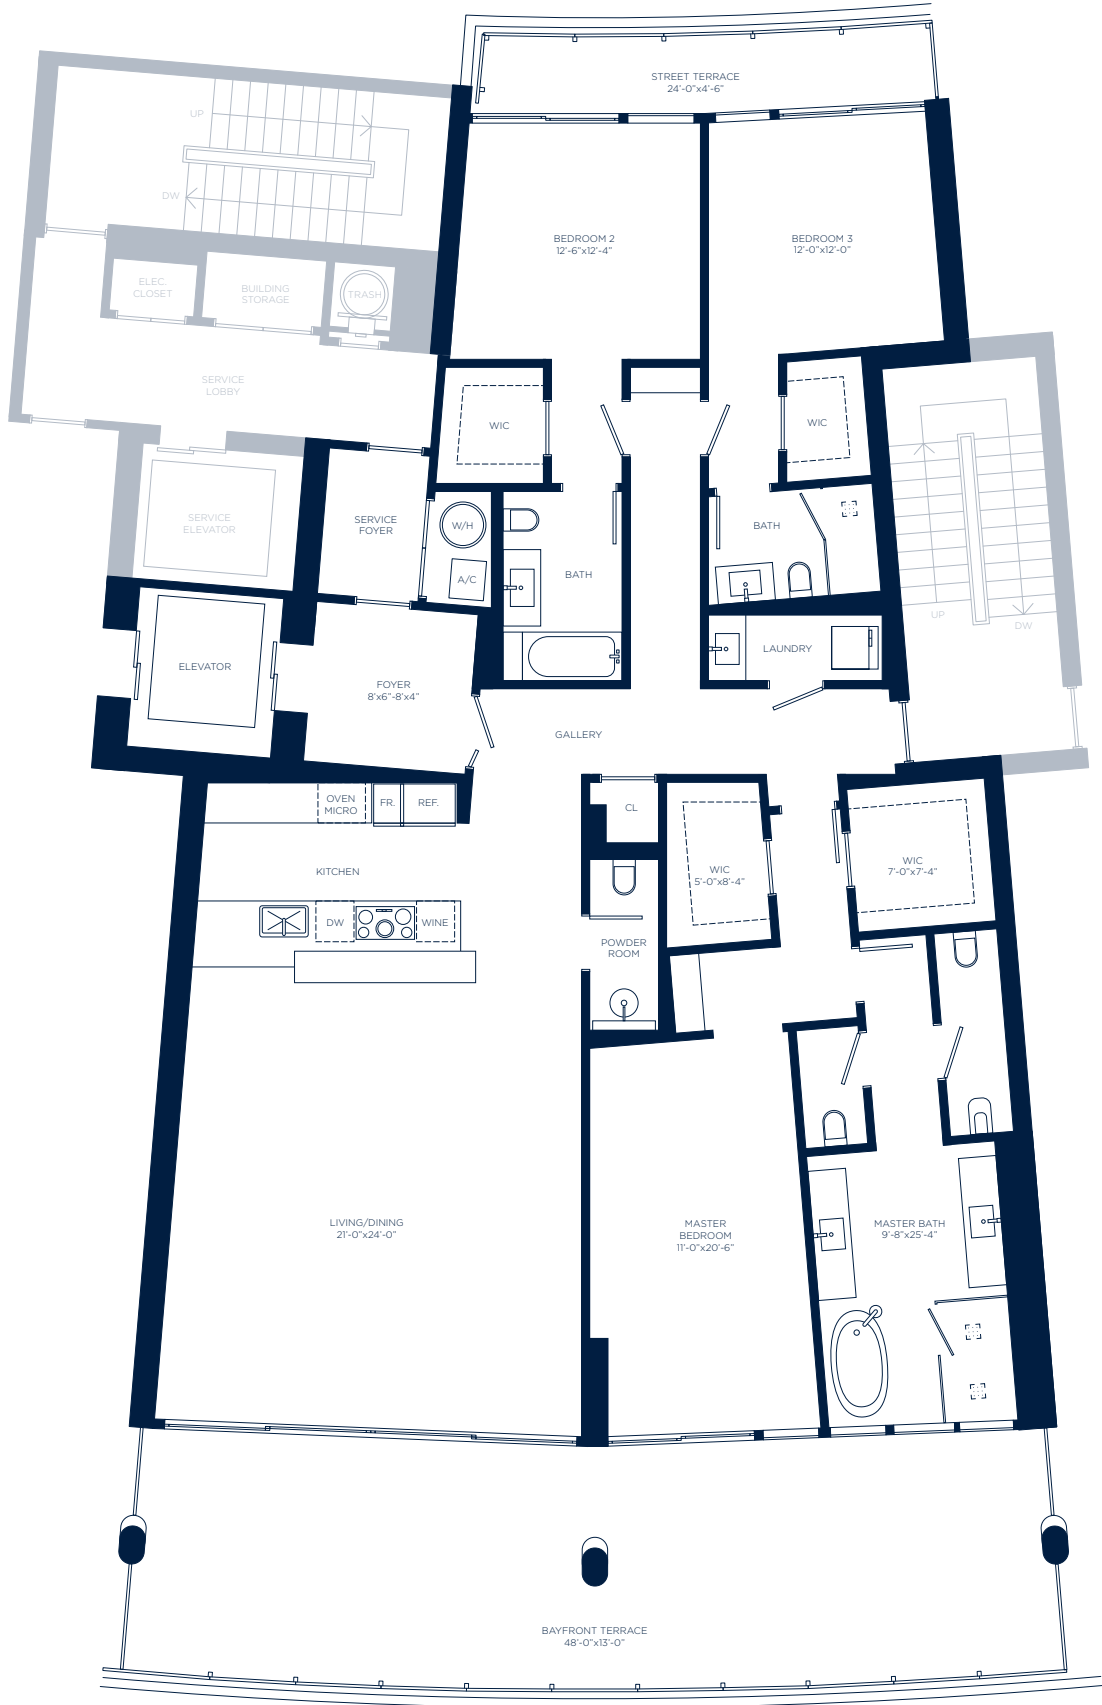 STREET TERRACE
24'-0"x4'-6"
UP
DW
BEDROOM 2
12'-6"x12'-4"
BEDROOM 3
12'-0"x12'-0"
ELEC.
CLOSET
BUILDING
STORAGE
TRASH
SERVICE
LOBBY
WIC
WIC
SERVICE
ELEVATOR
SERVICE
FOYER
W/H
A/C
BATH
BATH
UP
DW
LAUNDRY
ELEVATOR
FOYER
8'x6"-8'x4"
GALLERY
OVEN
MICRO
FR.
REF.
CL
KITCHEN
WIC
5'-0"x8'-4"
WIC
7'-0"x7'-4"
DW
WINE
POWDER
ROOM
LIVING/DINING
21'-0"x24'-0"
MASTER
BEDROOM
11'-0"x20'-6"
MASTER BATH
9'-8"x25'-4"
BAYFRONT TERRACE
48'-0"x13'-0"